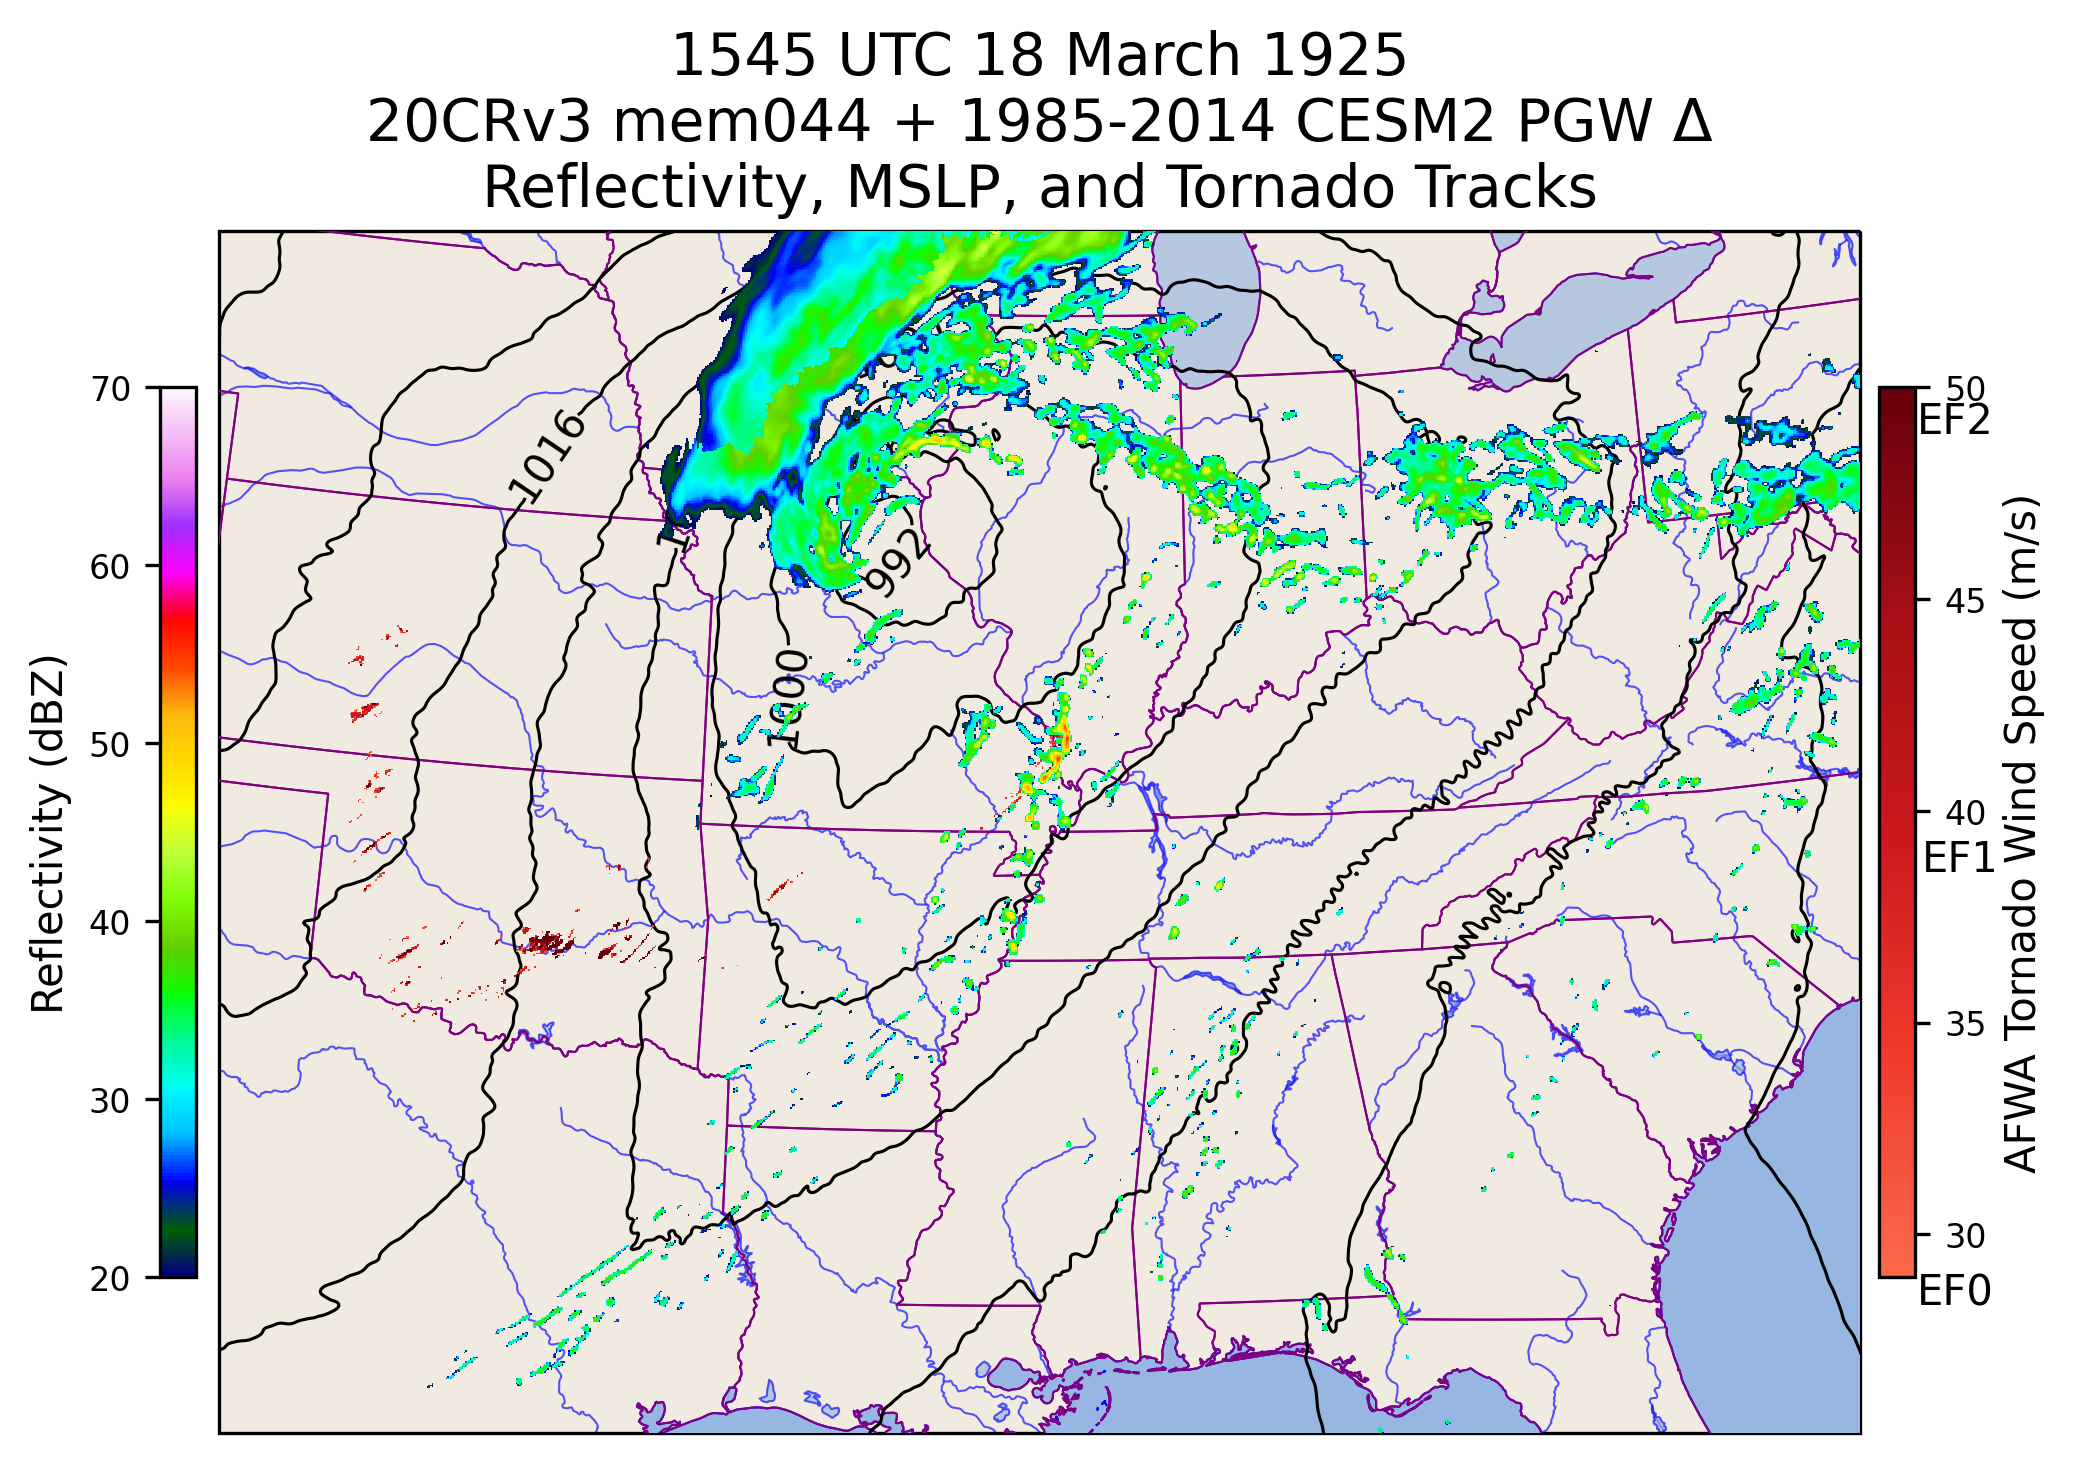 1545 UTC 18 March 1925
20CRv3 mem044 + 1985-2014 CESM2 PGW Δ
Reflectivity, MSLP, and Tornado Tracks
70
60
50
40
30
20
Reflectivity (dBZ)
1016
1
992
1000
50
EF2
45
40
EF1
35
30
EF0
AFWA Tornado Wind Speed (m/s)